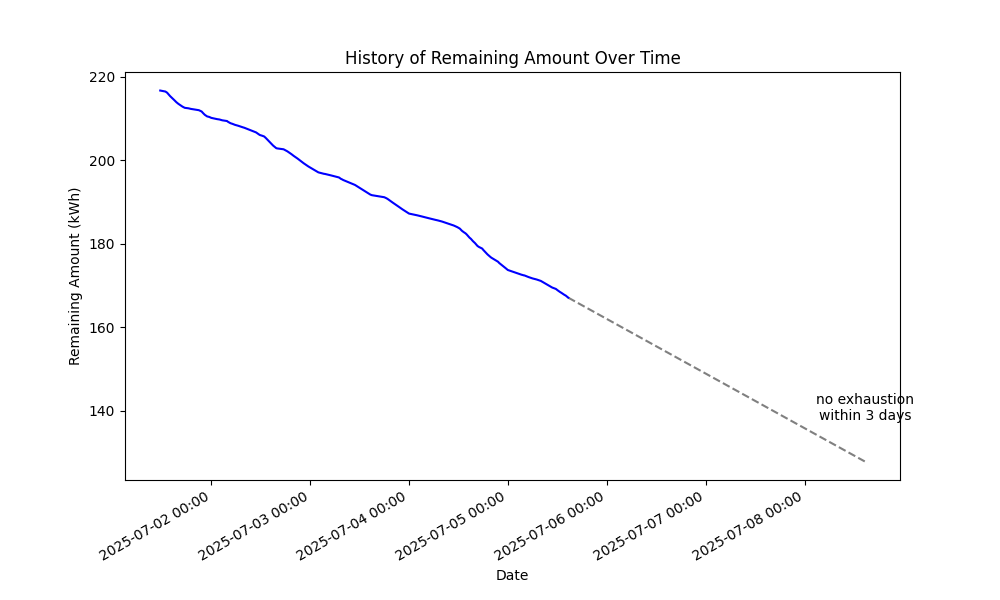 History of Remaining Amount Over Time
220
200
180
160
140
Remaining Amount (kWh)
no exhaustion
within 3 days
2025-07-02 00:00
2025-07-03 00:00
2025-07-04 00:00
2025-07-05 00:00
2025-07-06 00:00
2025-07-07 00:00
2025-07-08 00:00
Date